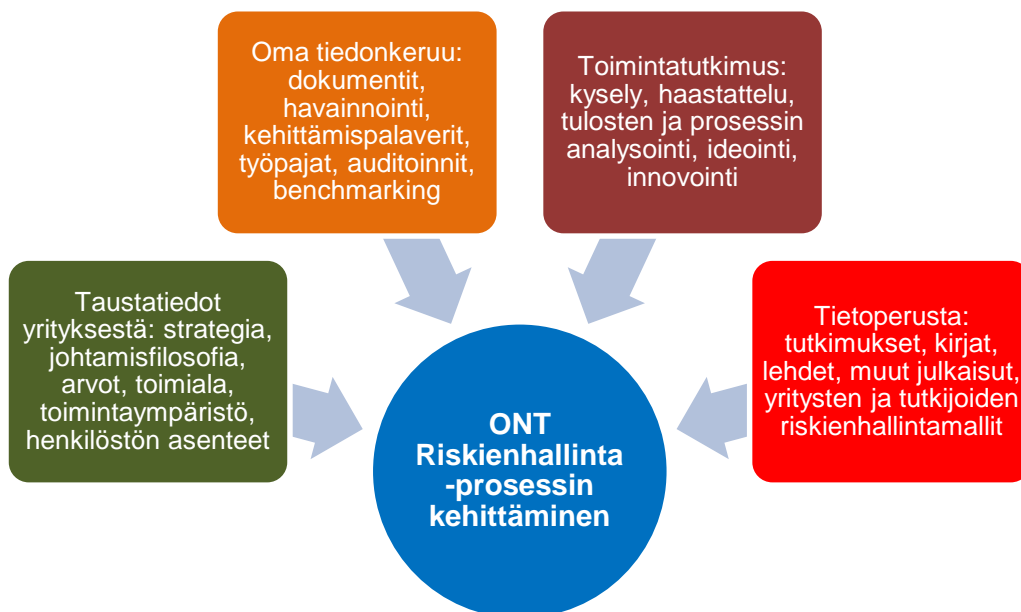 Oma tiedonkeruu:
dokumentit,
havainnointi,
kehittämispalaverit,
työpajat, auditoinnit,
benchmarking
Toimintatutkimus:
kysely, haastattelu,
tulosten ja prosessin
analysointi, ideointi,
innovointi
Taustatiedot
yrityksestä: strategia,
johtamisfilosofia,
arvot, toimiala,
toimintaympäristö,
henkilöstön asenteet
Tietoperusta:
tutkimukset, kirjat,
lehdet, muut julkaisut,
yritysten ja tutkijoiden
riskienhallintamallit
ONT
Riskienhallinta
-prosessin
kehittäminen